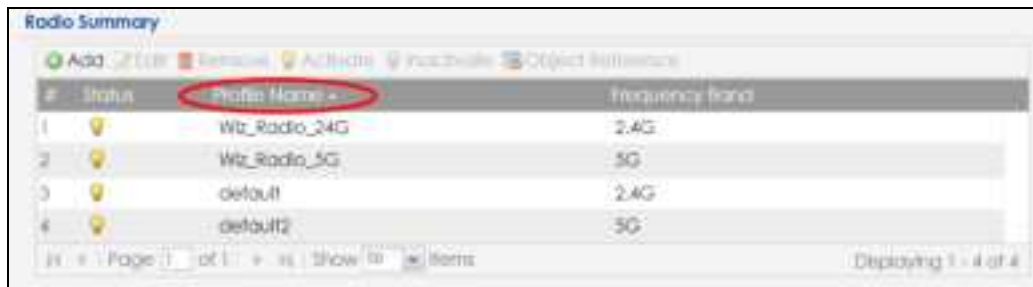 Radio Summary
Add Edit Remove Activate Inactivate Object Reference
# Status Profile Name Frequency Band
1 Wiz_Radio_24G 2.4G
2 Wiz_Radio_5G 5G
3 default 2.4G
4 default2 5G
Page 1 of 1 Show 50 items Displaying 1 - 4 of 4